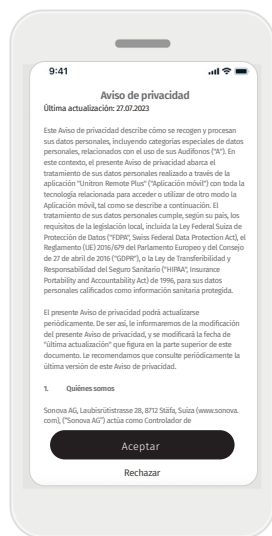 9:41
Aviso de privacidad
Última actualización: 27.07.2023
Este Aviso de privacidad describe cómo se recogen y procesan
sus datos personales, incluyendo categorías especiales de datos
personales, relacionados con el uso de sus Audífonos ("A"). En
este contexto, el presente Aviso de privacidad abarca el
tratamiento de sus datos personales realizado a través de la
aplicación "Unitron Remote Plus" ("Aplicación móvil") con toda la
tecnología relacionada para acceder o utilizar de otro modo la
Aplicación móvil, tal como se describe a continuación. El
tratamiento de sus datos personales cumple, según su país, los
requisitos de la legislación local, incluida la Ley Federal Suiza de
Protección de Datos ("FDPA", Swiss Federal Data Protection Act), el
Reglamento (UE) 2016/679 del Parlamento Europeo y del Consejo
de 27 de abril de 2016 ("GDPR"), o la Ley de Transferibilidad y
Responsabilidad del Seguro Sanitario ("HIPAA", Insurance
Portability and Accountability Act) de 1996, para sus datos
personales calificados como información sanitaria protegida.
El presente Aviso de privacidad podrá actualizarse
periódicamente. De ser así, le informaremos de la modificación
del presente Aviso de privacidad, y se modificará la fecha de
"última actualización" que figura en la parte superior de este
documento. Le recomendamos que consulte periódicamente la
última versión de este Aviso de privacidad.
1. Quiénes somos
Sonova AG, Laubisrütistrasse 28, 8712 Stäfa, Suiza (www.sonova.
com), ("Sonova AG") actúa como Controlador de
Aceptar
Rechazar